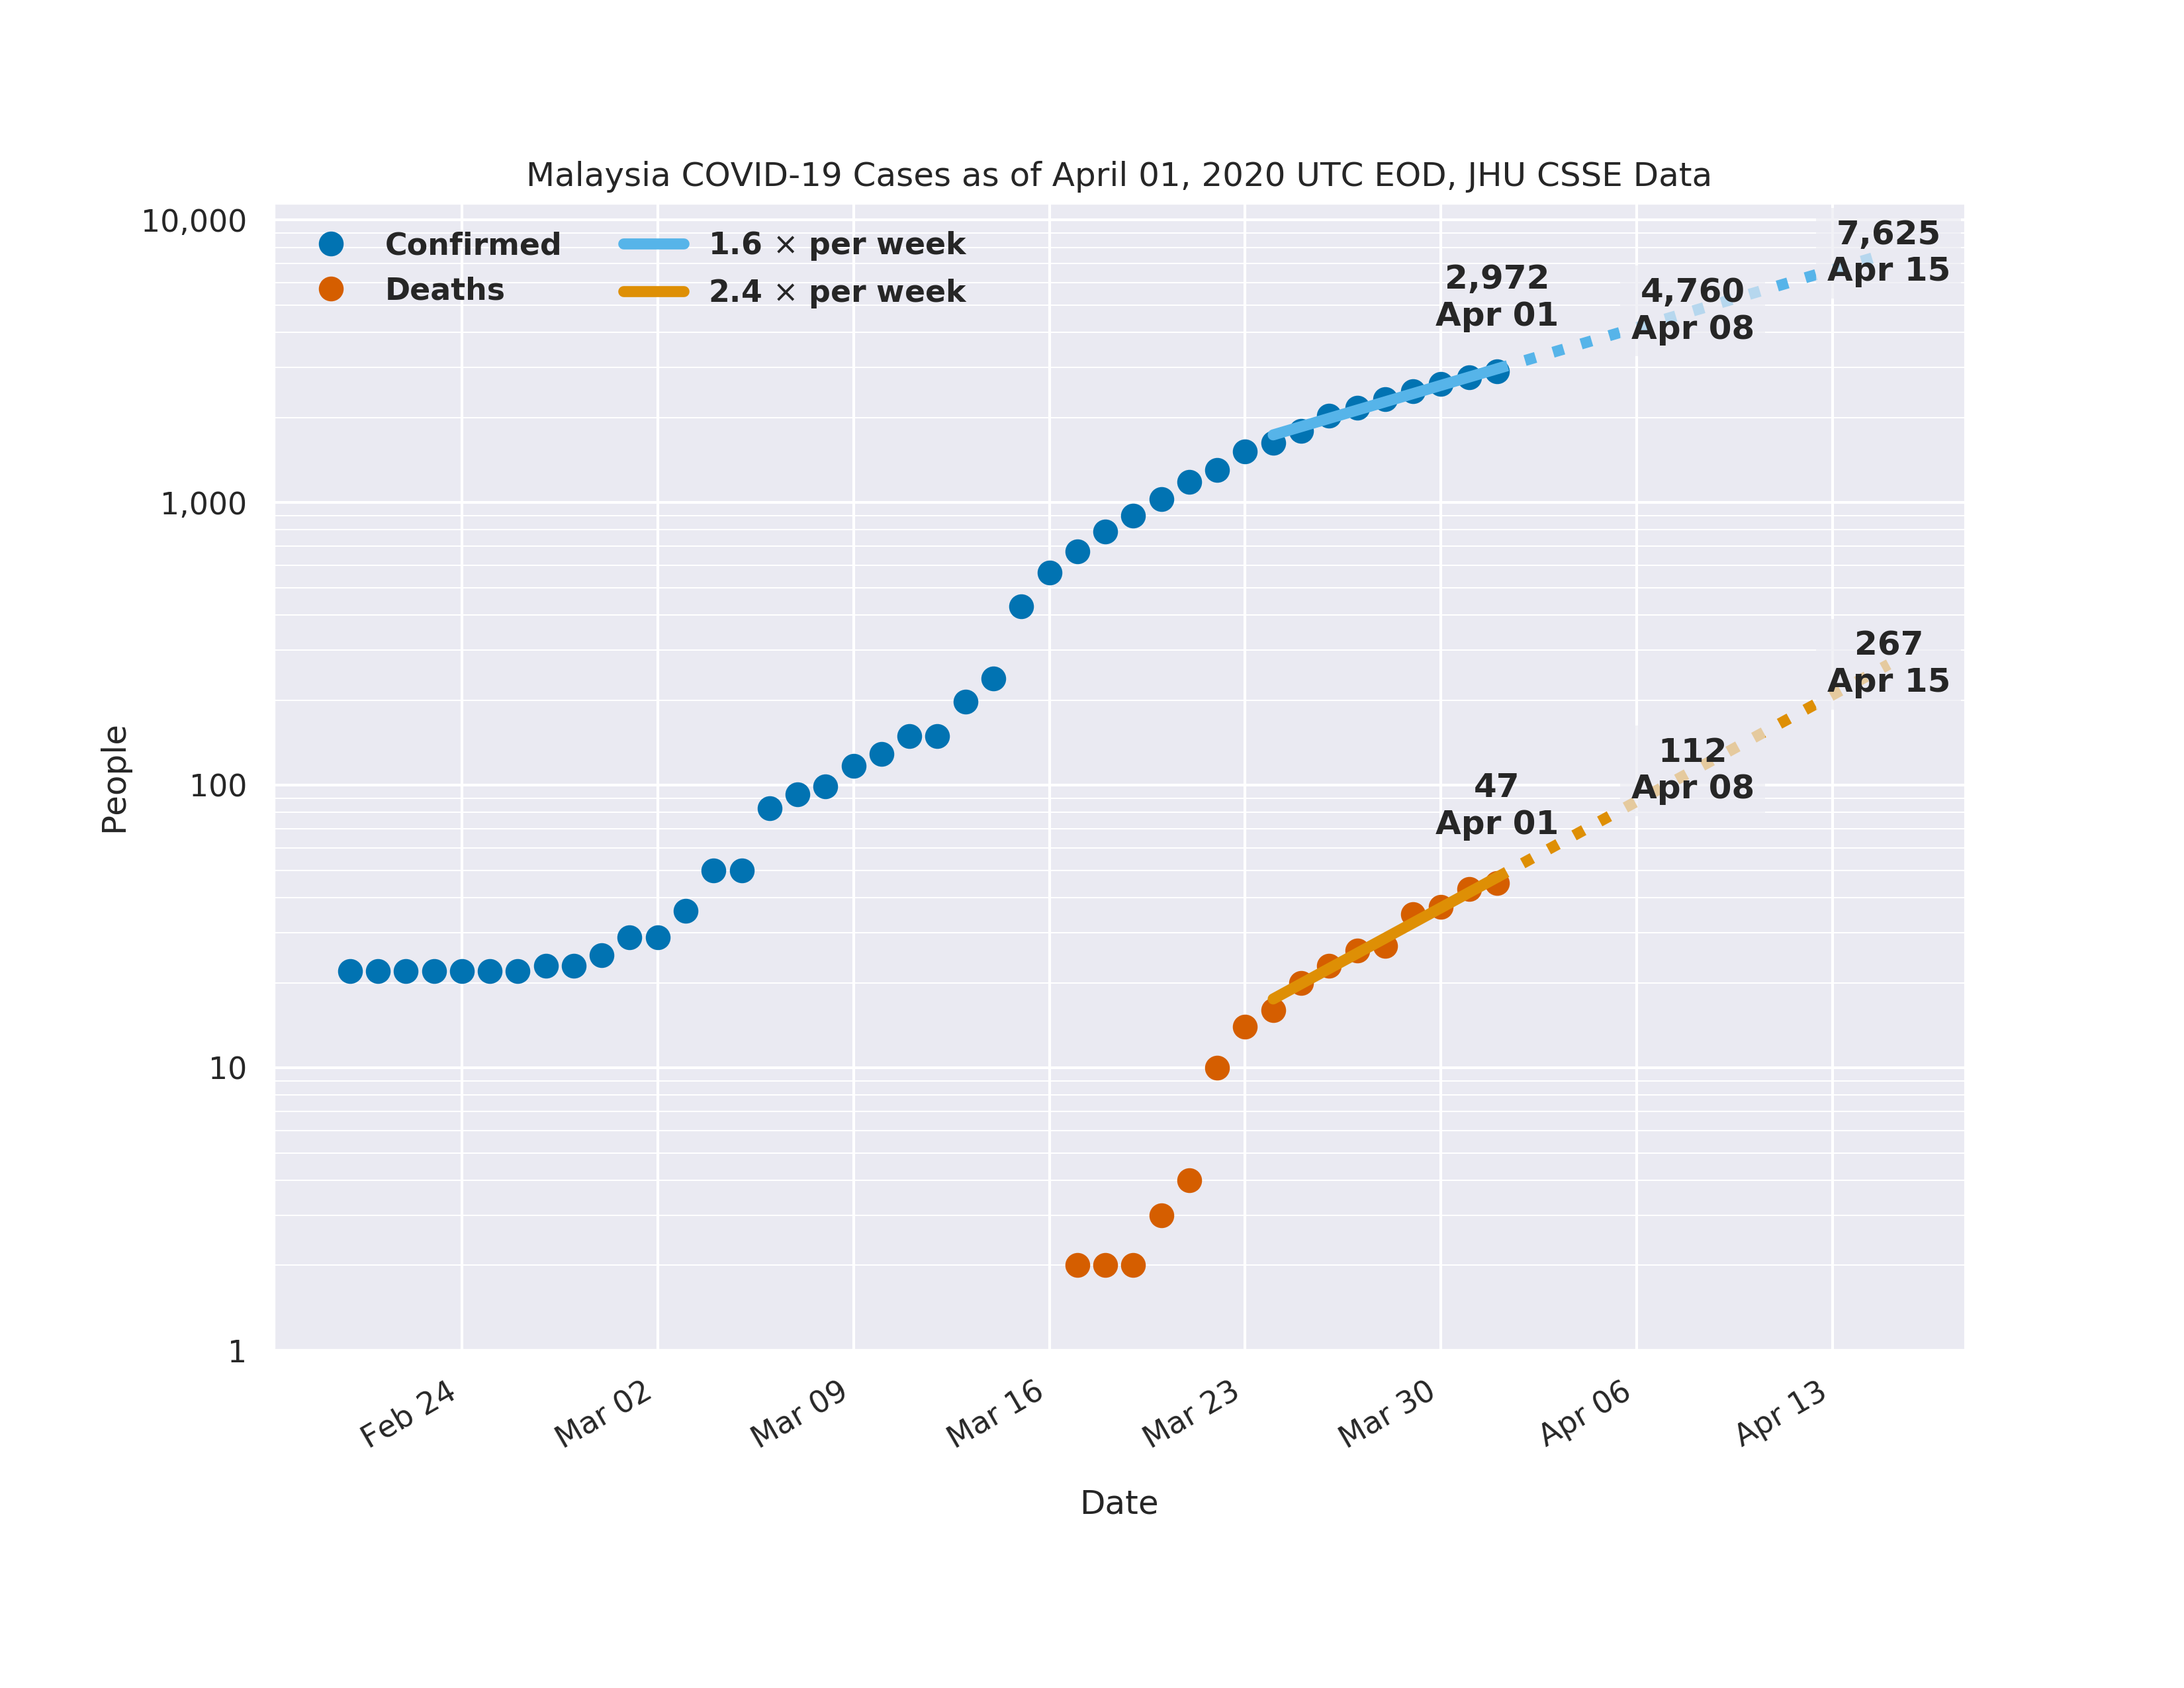 Malaysia COVID-19 Cases as of April 01, 2020 UTC EOD, JHU CSSE Data
Confirmed
Deaths
1.6 × per week
2.4 × per week
2,972
Apr 01
4,760
Apr 08
7,625
Apr 15
47
Apr 01
112
Apr 08
267
Apr 15
People
10,000
1,000
100
10
1
Feb 24
Mar 02
Mar 09
Mar 16
Mar 23
Mar 30
Apr 06
Apr 13
Date